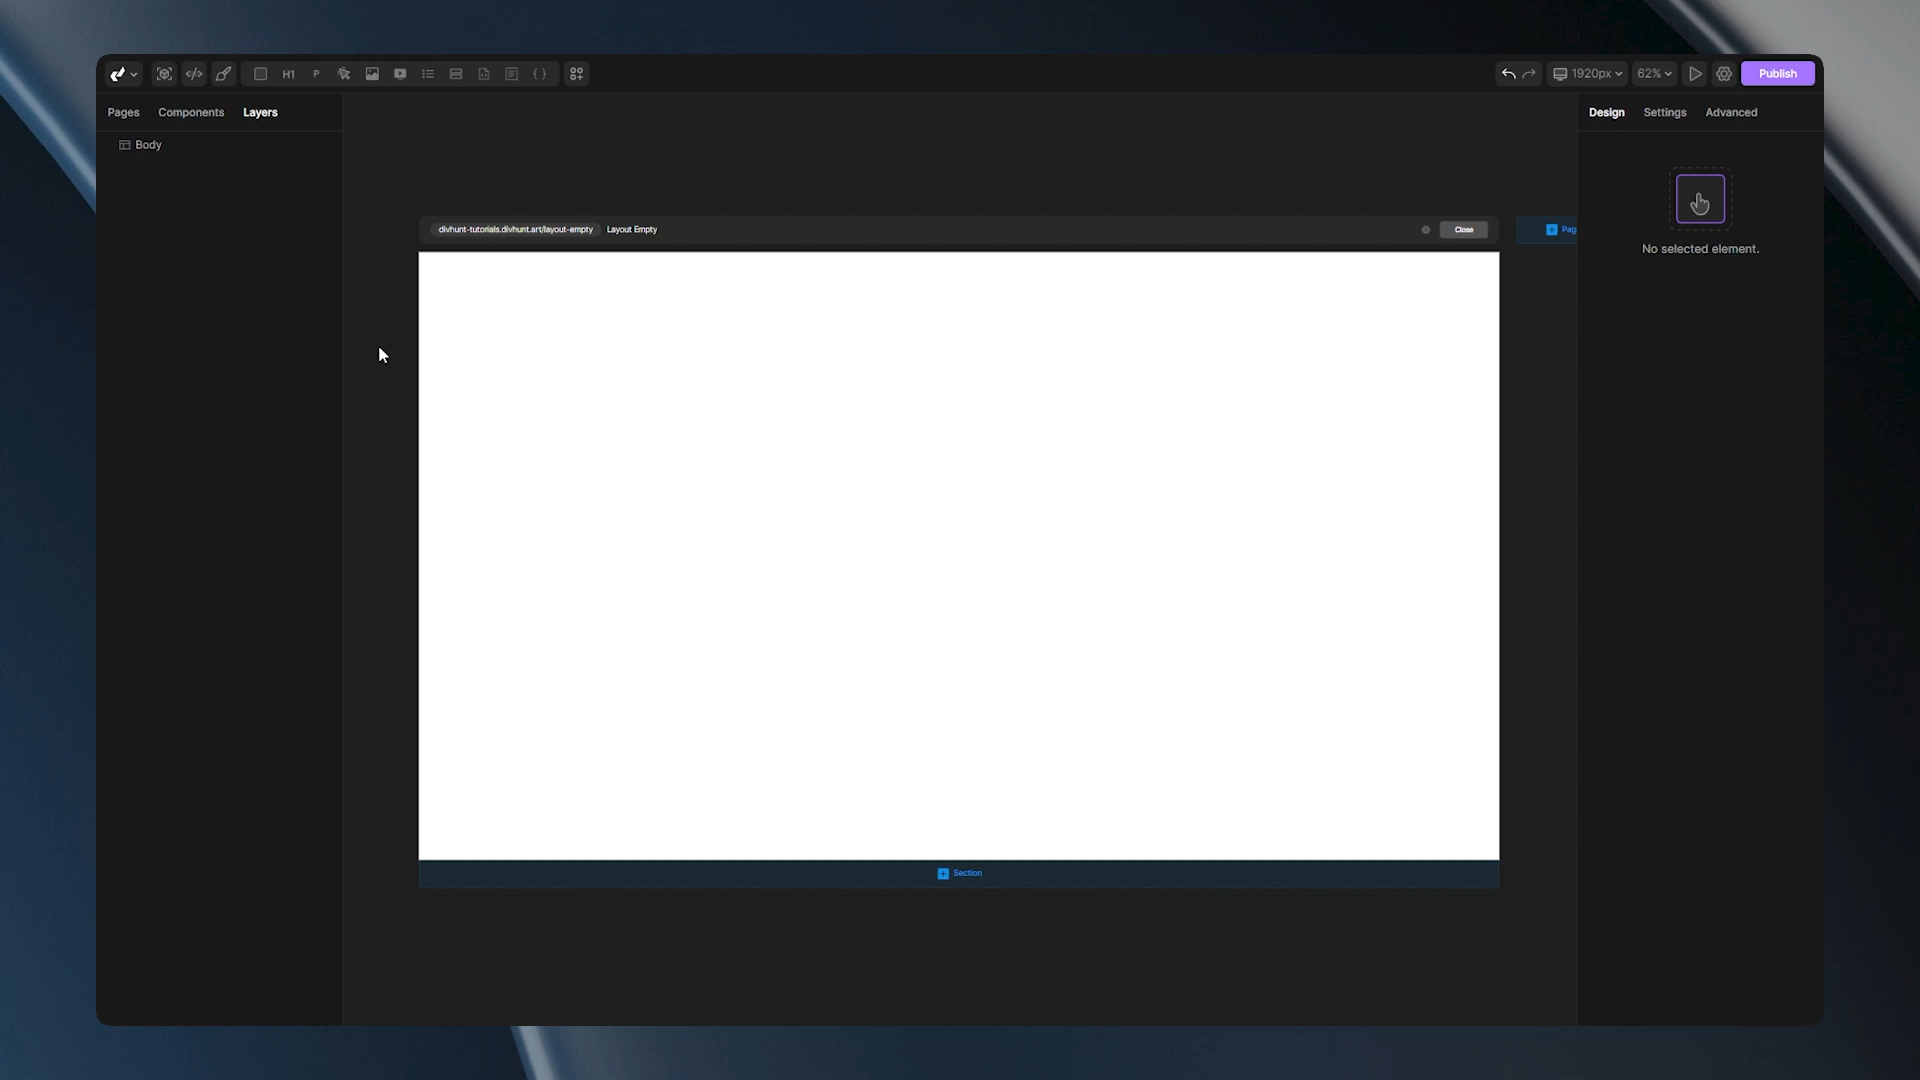 H1 P </> { } 1920px 62% Publish
Pages Components Layers
Design Settings Advanced
Body
divhunt-tutorials.divhunt.art/layout-empty Layout Empty Close
Pag
No selected element.
Section